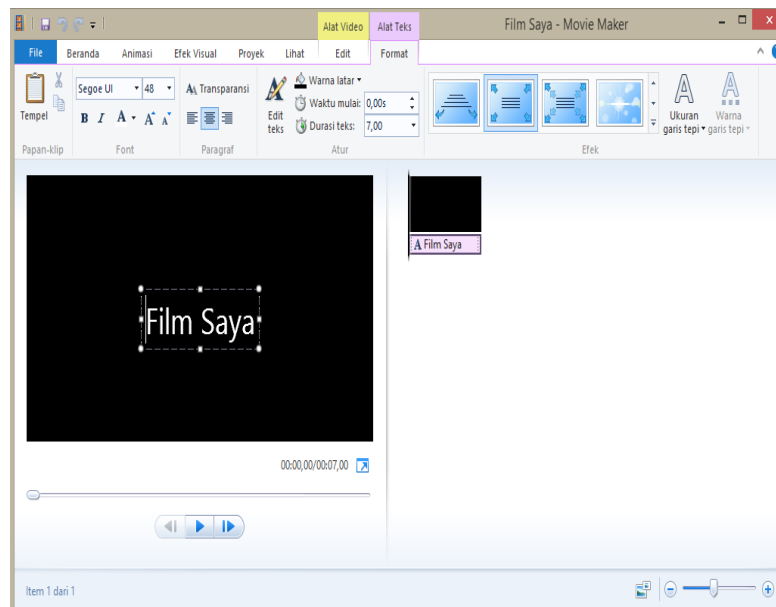 Alat Video Alat Teks Film Saya - Movie Maker
File Beranda Animasi Efek Visual Proyek Lihat Edit Format
Tempel
Segoe UI 48 Transparansi
B I A A A
Edit teks
Warna latar
Waktu mulai: 0,00s
Durasi teks: 7,00
Ukuran garis tepi
Warna garis tepi
Papan-klip Font Paragraf Atur Efek
Film Saya
A Film Saya
00:00,00/00:07,00
Item 1 dari 1